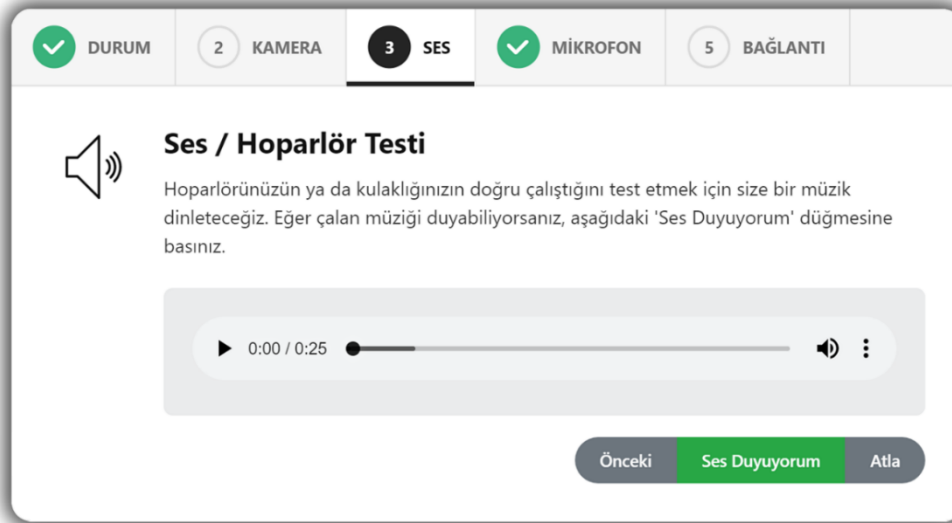 DURUM
2 KAMERA
3 SES
MİKROFON
5 BAĞLANTI
Ses / Hoparlör Testi
Hoparlörünüzün ya da kulaklığınızın doğru çalıştığını test etmek için size bir müzik
dinleteceğiz. Eğer çalan müziği duyabiliyorsanız, aşağıdaki 'Ses Duyuyorum' düğmesine
basınız.
0:00 / 0:25
Önceki
Ses Duyuyorum
Atla